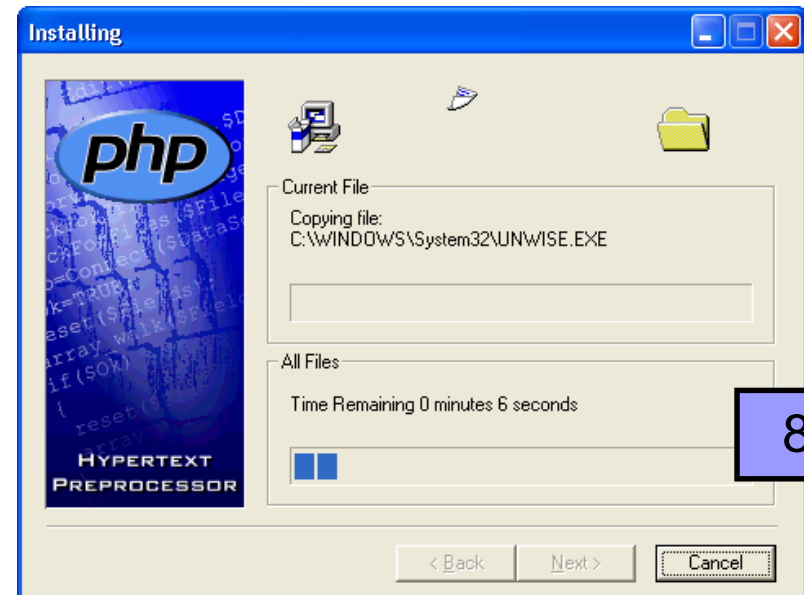 Installing
php
HYPERTEXT
PREPROCESSOR
Current File
Copying file:
C:\WINDOWS\System32\UNWISE.EXE
All Files
Time Remaining 0 minutes 6 seconds
8
< Back
Next >
Cancel